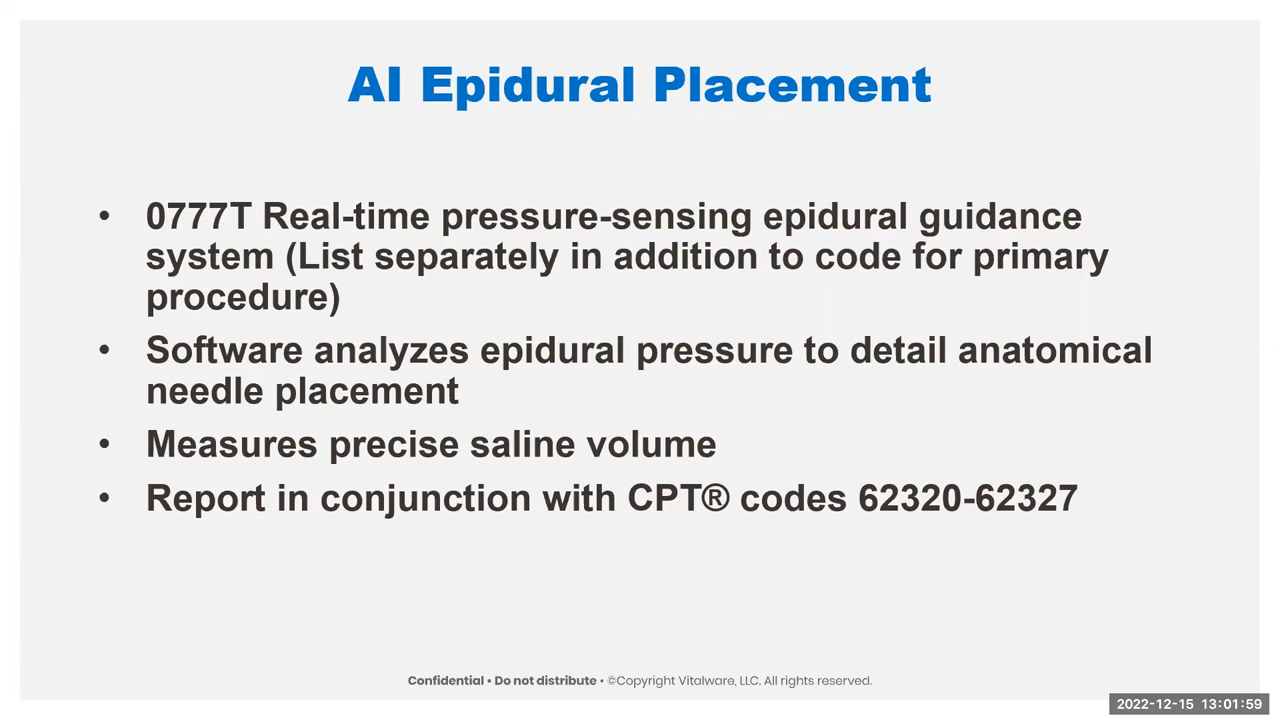 AI Epidural Placement
• 0777T Real-time pressure-sensing epidural guidance
system (List separately in addition to code for primary
procedure)
• Software analyzes epidural pressure to detail anatomical
needle placement
• Measures precise saline volume
• Report in conjunction with CPT® codes 62320-62327
Confidential • Do not distribute • ©Copyright Vitalware, LLC. All rights reserved.
2022-12-15 13:01:59